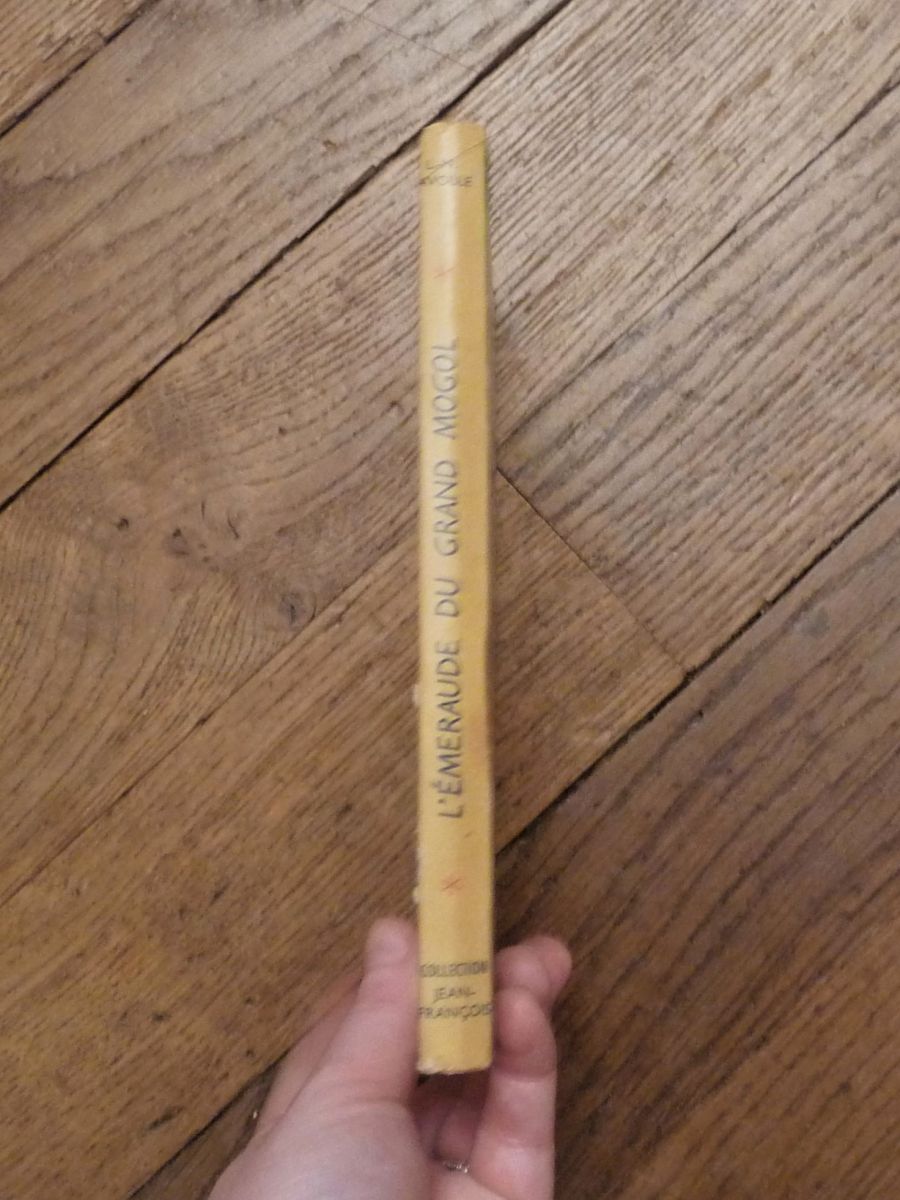 L'ÉMERAUDE DU GRAND MOGOL
COLLECTION
JEAN-
FRANÇOIS